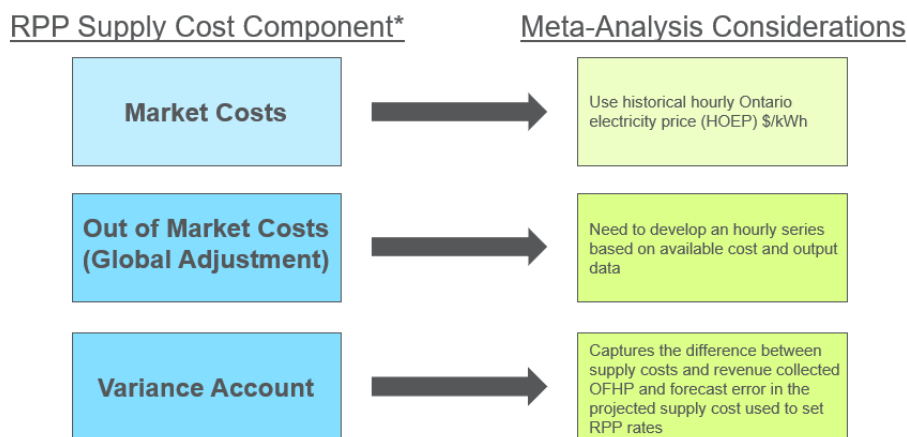 RPP Supply Cost Component*
Meta-Analysis Considerations
Market Costs
Use historical hourly Ontario
electricity price (HOEP) $/kWh
Out of Market Costs
(Global Adjustment)
Need to develop an hourly series
based on available cost and output
data
Variance Account
Captures the difference between
supply costs and revenue collected
OFHP and forecast error in the
projected supply cost used to set
RPP rates